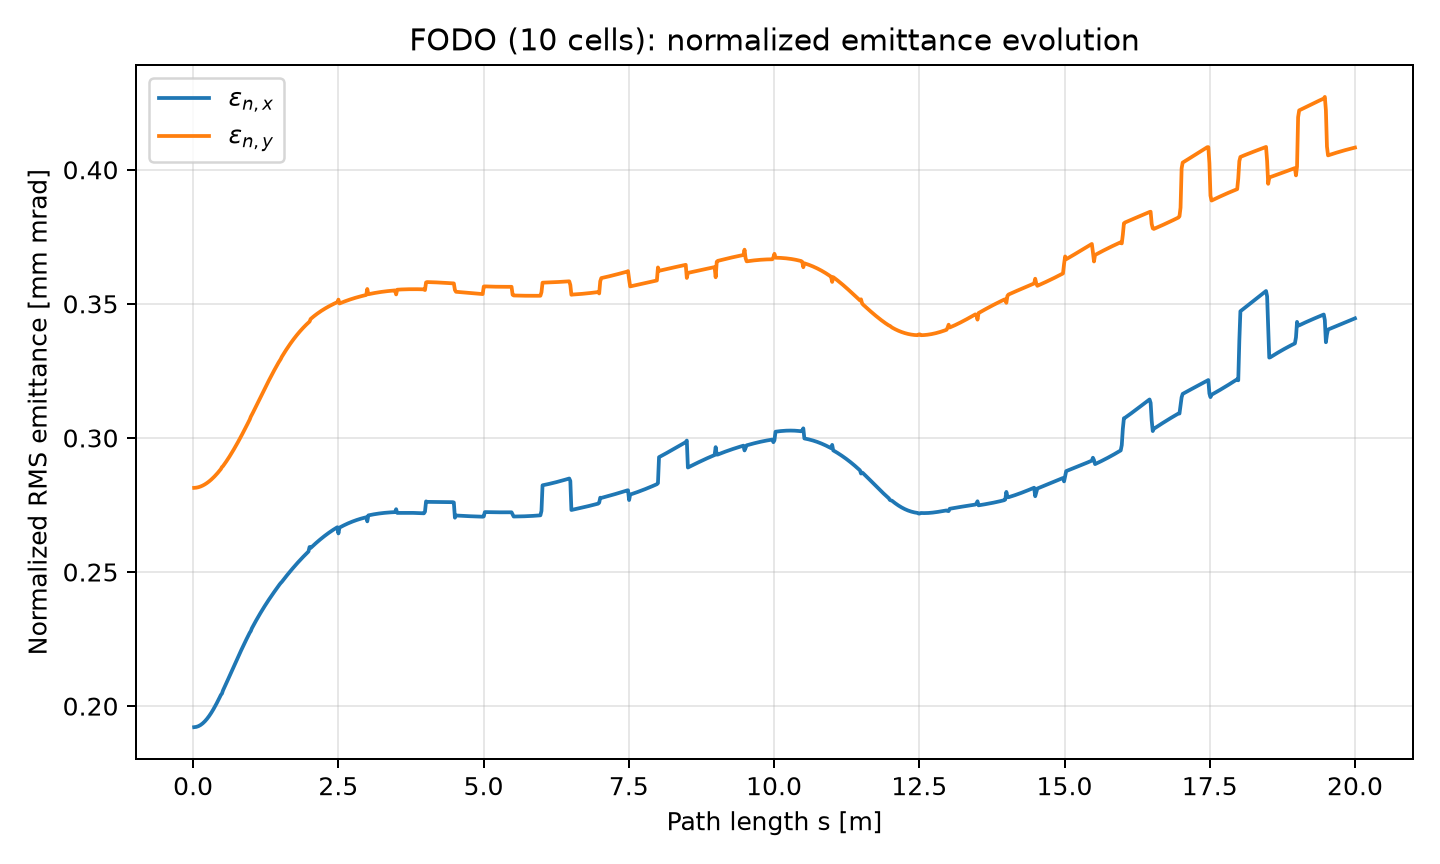 FODO (10 cells): normalized emittance evolution
ε_{n, x}
ε_{n, y}
Normalized RMS emittance [mm mrad]
0.40
0.35
0.30
0.25
0.20
0.0 2.5 5.0 7.5 10.0 12.5 15.0 17.5 20.0
Path length s [m]